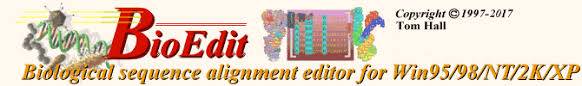 BioEdit
Copyright © 1997-2017
Tom Hall
Biological sequence alignment editor for Win95/98/NT/2K/XP